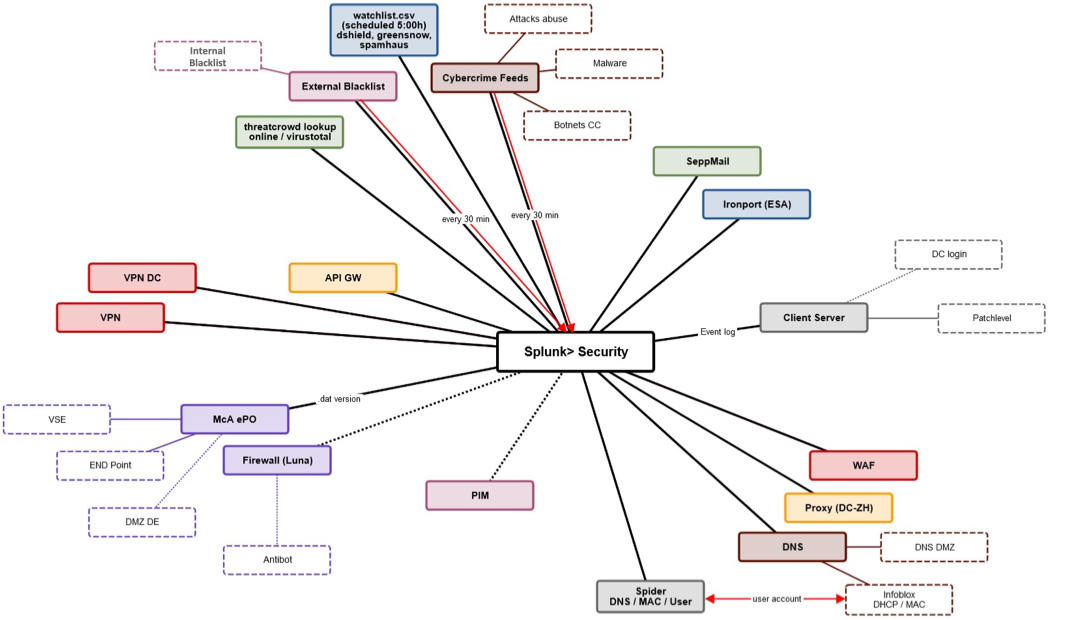 watchlist.csv
(scheduled 5:00h)
dshield, greensnow,
spamhaus
Attacks abuse
Internal
Blacklist
Malware
External Blacklist
Cybercrime Feeds
Botnets CC
threatcrowd lookup
online / virustotal
SeppMail
Ironport (ESA)
every 30 min
every 30 min
DC login
VPN DC
API GW
VPN
Client Server
Patchlevel
Event log
Splunk> Security
.dat version
VSE
McA ePO
END Point
Firewall (Luna)
WAF
PIM
Proxy (DC-ZH)
DMZ DE
DNS
DNS DMZ
Antibot
Spider
DNS / MAC / User
user account
Infoblox
DHCP / MAC